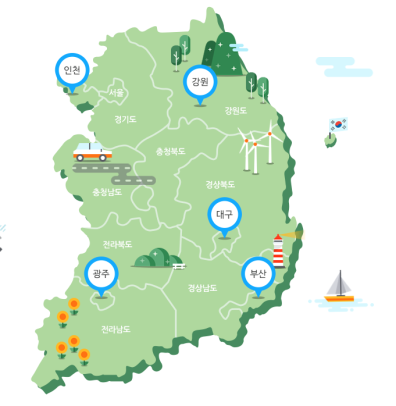 인천
강원
서울
강원도
경기도
충청북도
경상북도
충청남도
대구
전라북도
광주
부산
경상남도
전라남도